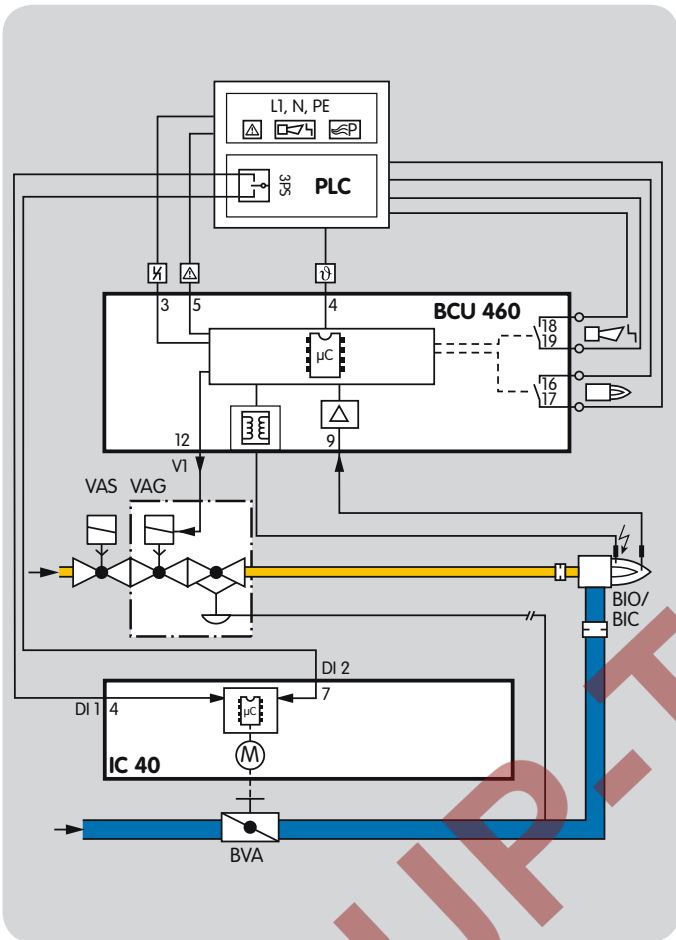 L1, N, PE
P
3PS
PLC
3
5
4
BCU 460
18
19
µC
16
17
12
9
V1
VAS
VAG
BIO/
BIC
DI 2
DI 1
4
7
µC
M
IC 40
BVA
UP-T